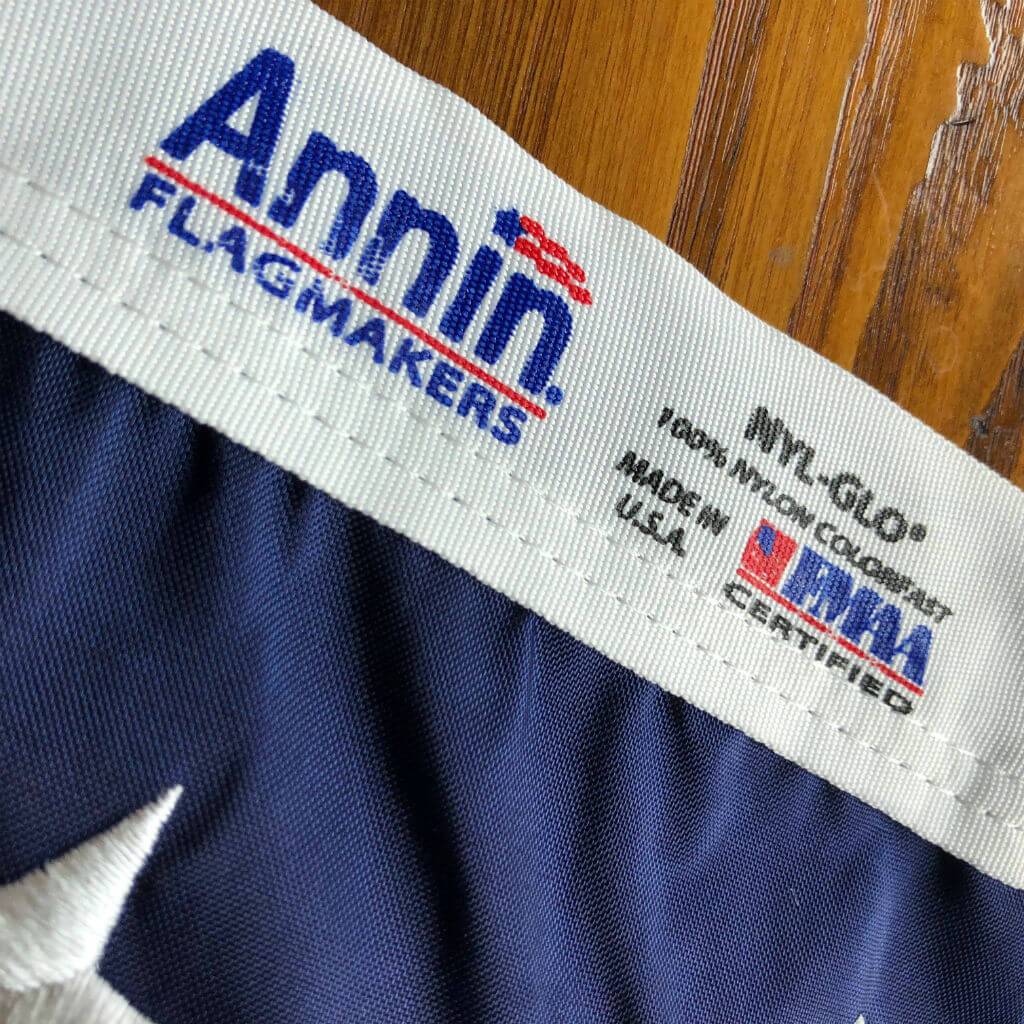 Annin
FLAGMAKERS
NYL-GLO®
100% NYLON COLORFAST
MADE IN
U.S.A.
FMAA
CERTIFIED